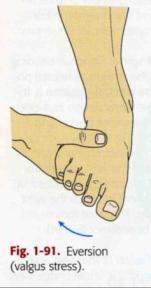 Fig. 1-91. Eversion
(valgus stress).